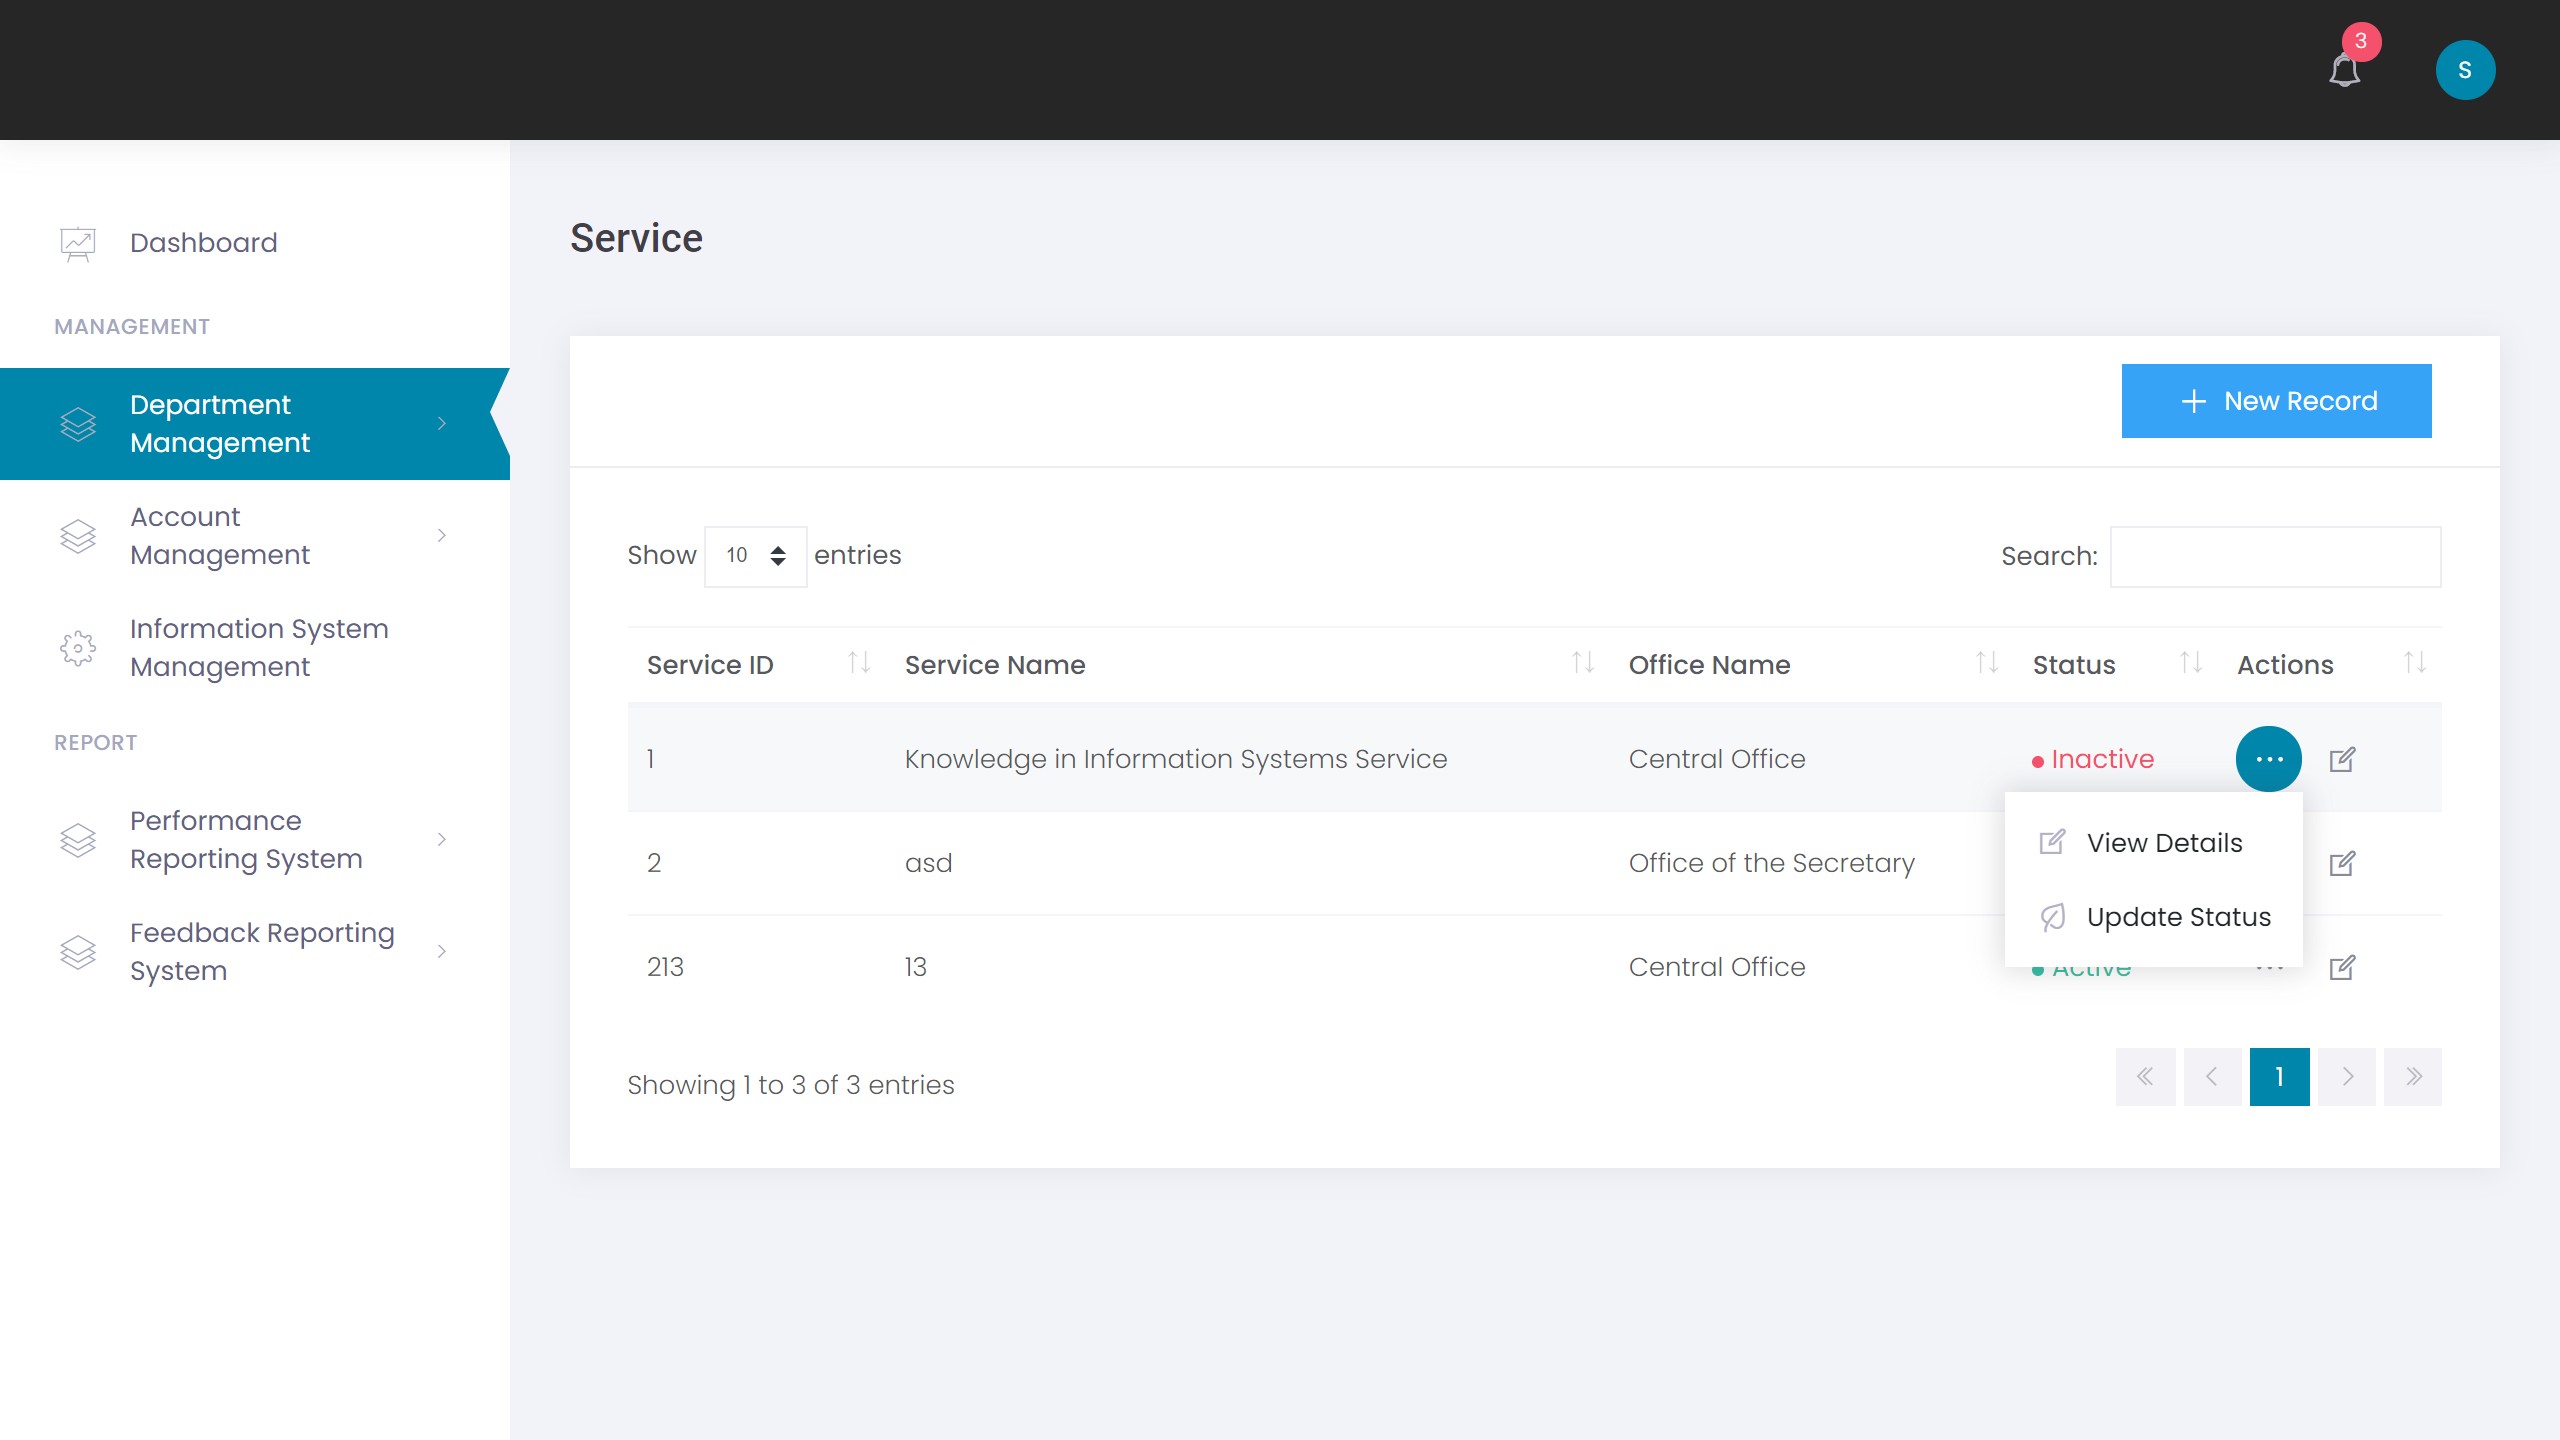 3
S
Dashboard
MANAGEMENT
Department
Management
Account
Management
Information System
Management
REPORT
Performance
Reporting System
Feedback Reporting
System
Service
New Record
Show 10 entries
Search:
Service ID Service Name Office Name Status Actions
1 Knowledge in Information Systems Service Central Office Inactive
View Details
2 asd Office of the Secretary
Update Status
213 13 Central Office Active
Showing 1 to 3 of 3 entries
1